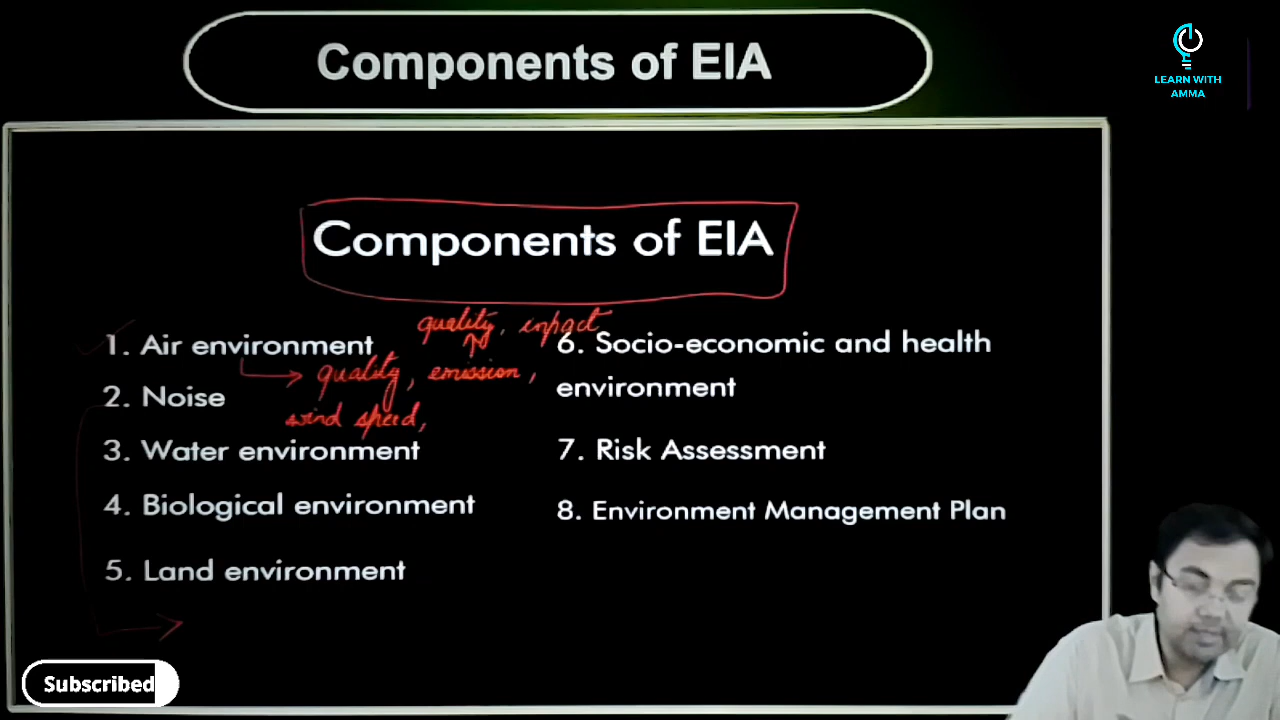 Components of EIA
LEARN WITH
AMMA
Components of EIA
quality, impact
1. Air environment
quality, emission,
2. Noise
wind speed,
3. Water environment
4. Biological environment
5. Land environment
6. Socio-economic and health
environment
7. Risk Assessment
8. Environment Management Plan
Subscribed